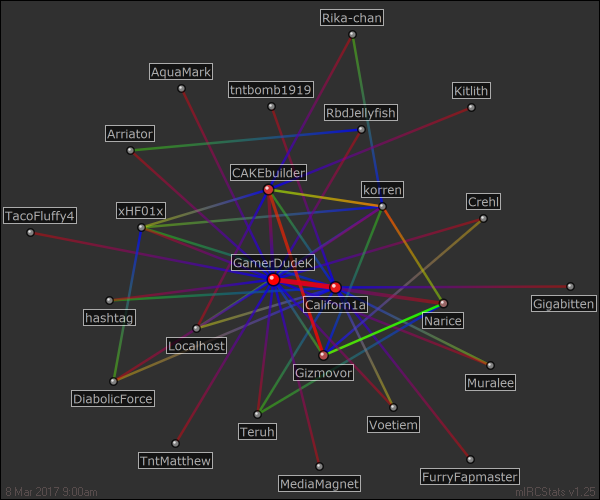 Rika-chan
AquaMark
tntbomb1919
Kitlith
RbdJellyfish
Arriator
CAKEbuilder
korren
Crehl
TacoFluffy4
xHF01x
GamerDudeK
Californ1a
Gigabitten
hashtag
Narice
Localhost
Gizmovor
Muralee
DiabolicForce
Voetiem
Teruh
TntMatthew
MediaMagnet
FurryFapmaster
8 Mar 2017 9:00am
mIRCStats v1.25